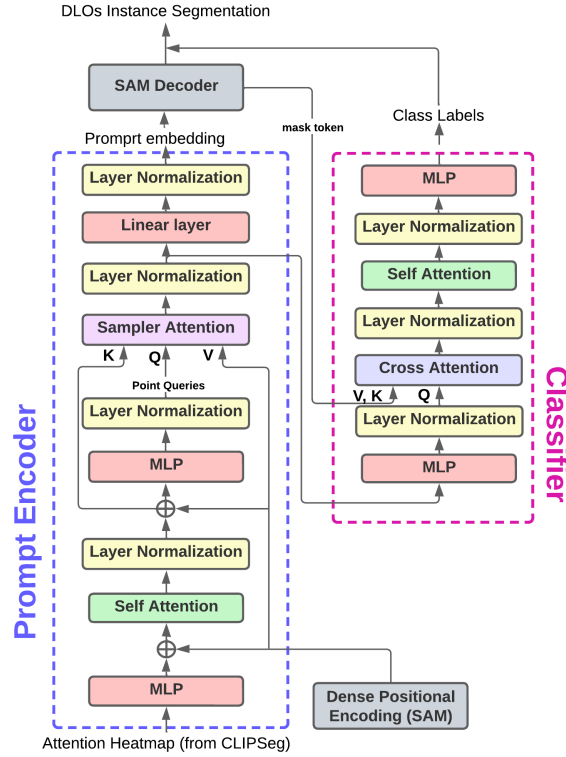 DLOs Instance Segmentation
SAM Decoder
mask token
Class Labels
Promprt embedding
Layer Normalization
MLP
Linear layer
Layer Normalization
Layer Normalization
Self Attention
Sampler Attention
Layer Normalization
K
Q
V
Cross Attention
Point Queries
V, K
Q
Layer Normalization
Layer Normalization
MLP
MLP
Classifier
Prompt Encoder
Layer Normalization
Self Attention
MLP
Dense Positional
Encoding (SAM)
Attention Heatmap (from CLIPSeg)